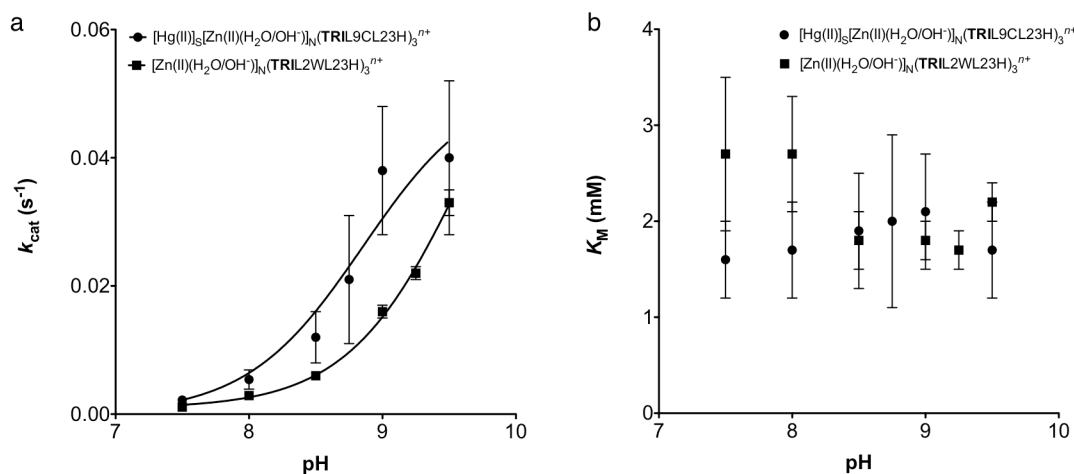 a
[Hg(II)]S[Zn(II)(H2O/OH⁻)]N(TRIL9CL23H)3ⁿ⁺
[Zn(II)(H2O/OH⁻)]N(TRIL2WL23H)3ⁿ⁺
0.06
0.04
0.02
0.00
kcat (s⁻¹)
7
8
9
10
pH
b
[Hg(II)]S[Zn(II)(H2O/OH⁻)]N(TRIL9CL23H)3ⁿ⁺
[Zn(II)(H2O/OH⁻)]N(TRIL2WL23H)3ⁿ⁺
4
3
2
1
0
KM (mM)
7
8
9
10
pH